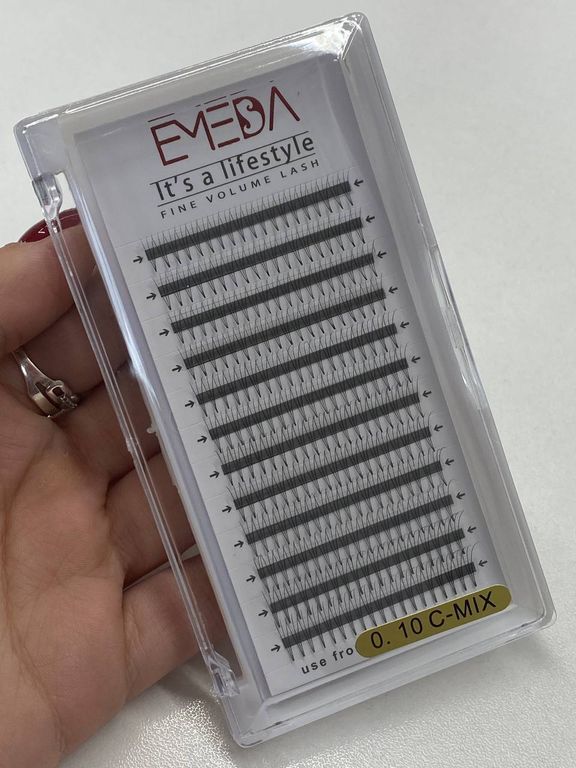 EMEDA
It's a lifestyle
FINE VOLUME LASH
use fro
0.10 C-MIX